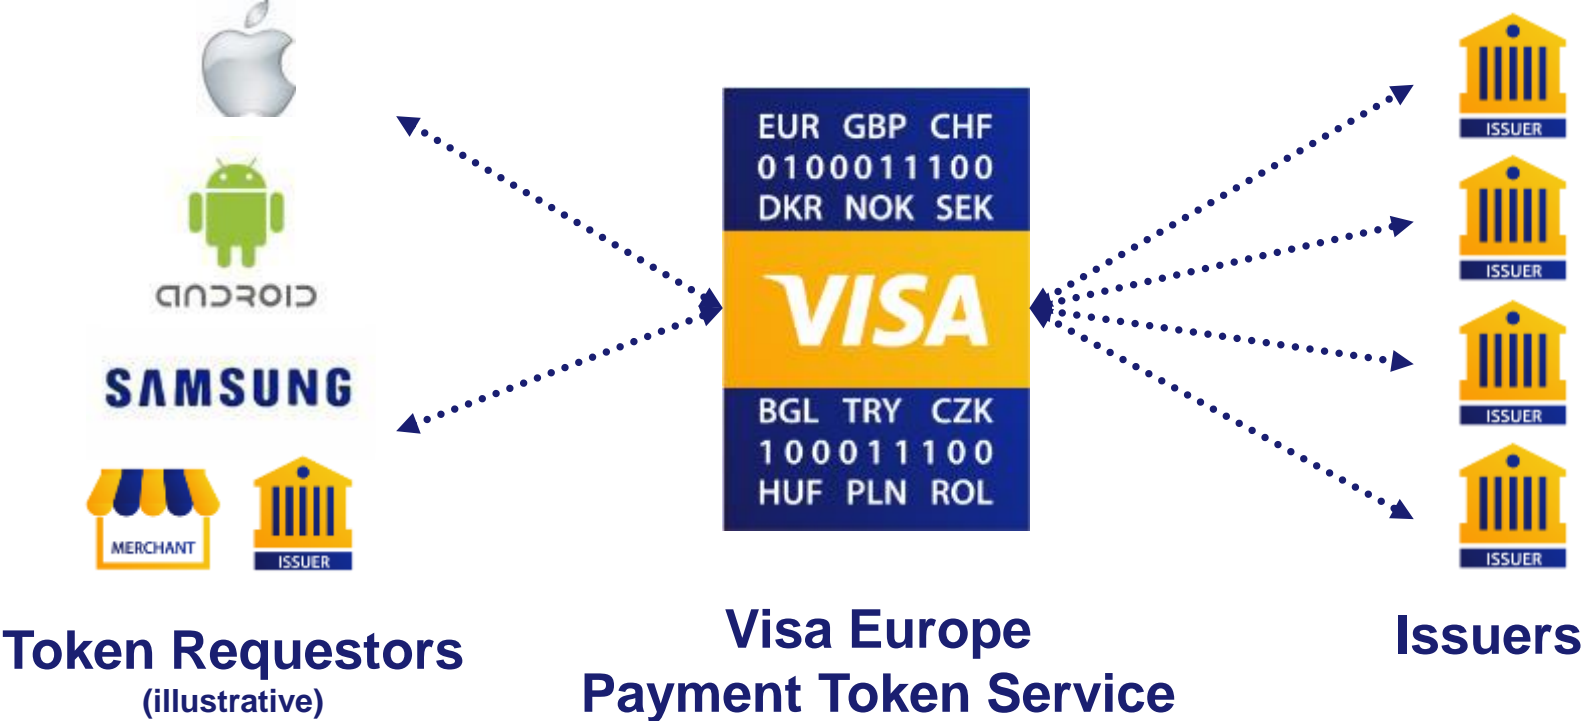 ANDROID
SAMSUNG
MERCHANT
ISSUER
Token Requestors
(illustrative)
EUR GBP CHF
0100011100
DKR NOK SEK
VISA
BGL TRY CZK
100011100
HUF PLN ROL
Visa Europe
Payment Token Service
ISSUER
ISSUER
ISSUER
ISSUER
Issuers